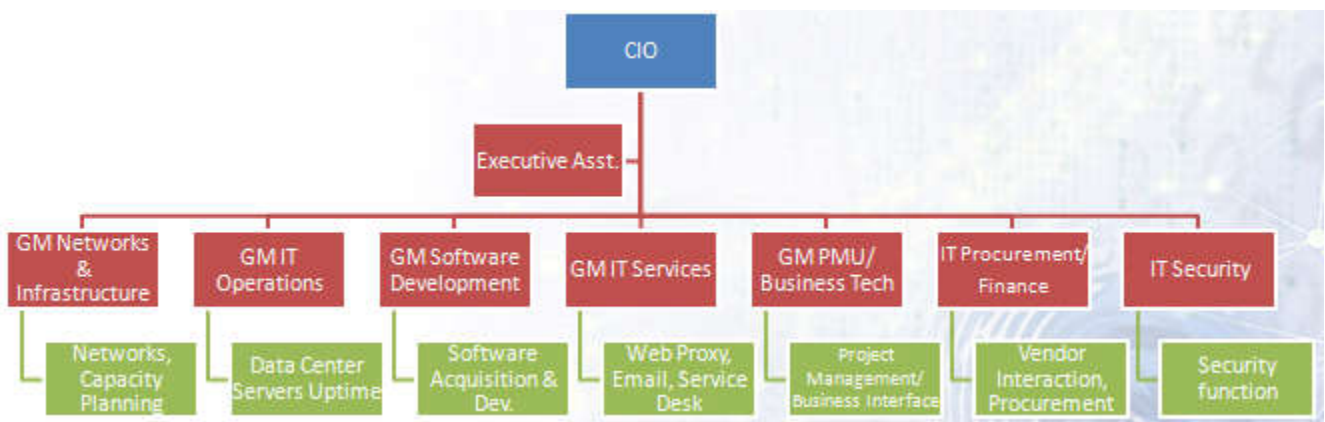 CIO
Executive Asst.
GM Networks
&
Infrastructure
GM IT
Operations
GM Software
Development
GM IT Services
GM PMU/
Business Tech
IT Procurement/
Finance
IT Security
Networks,
Capacity
Planning
Data Center
Servers Uptime
Software
Acquisition &
Dev.
Web Proxy,
Email, Service
Desk
Project
Management/
Business Interface
Vendor
Interaction,
Procurement
Security
function